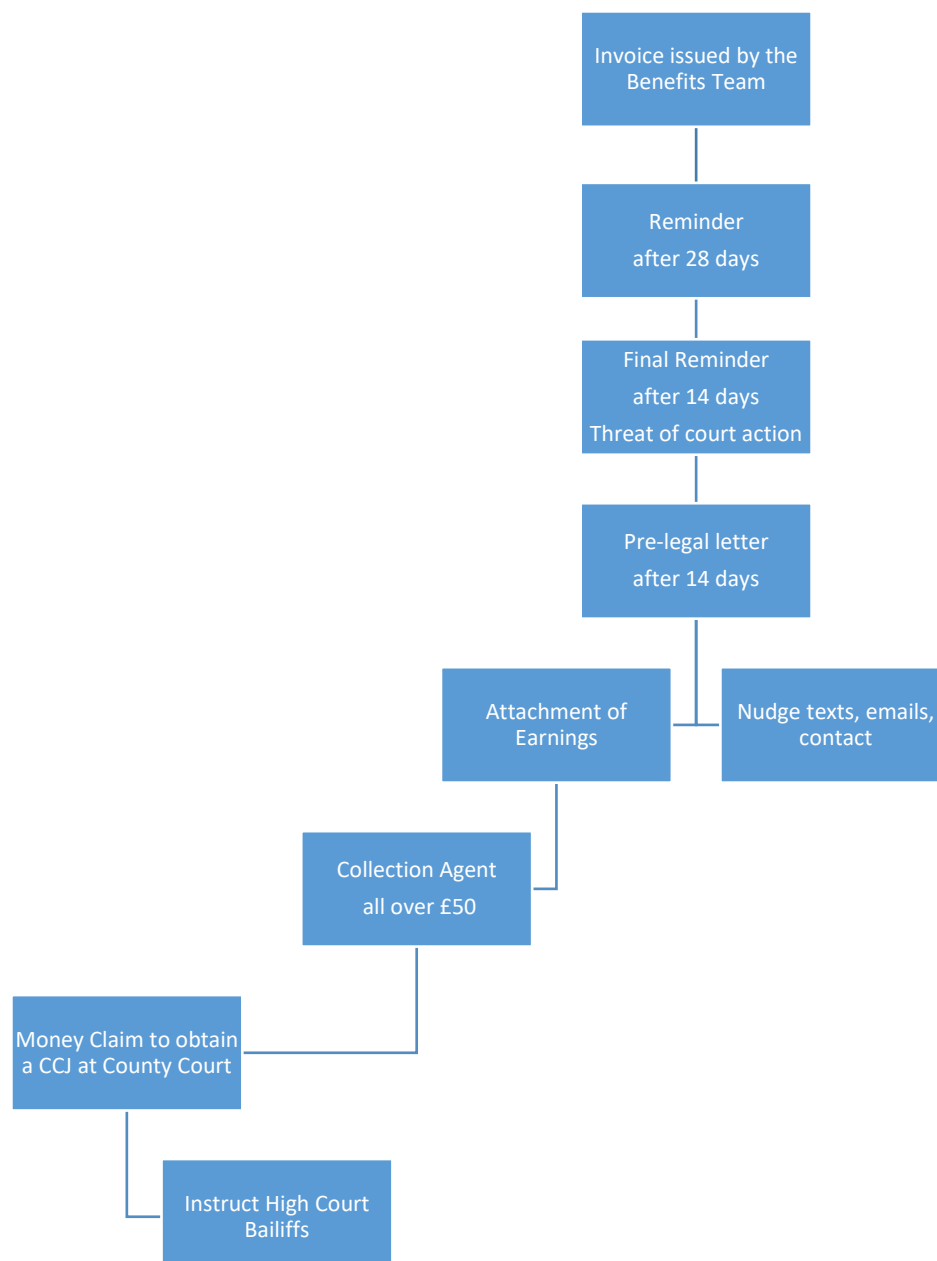 Invoice issued by the
Benefits Team
Reminder
after 28 days
Final Reminder
after 14 days
Threat of court action
Pre-legal letter
after 14 days
Attachment of
Earnings
Nudge texts, emails,
contact
Collection Agent
all over £50
Money Claim to obtain
a CCJ at County Court
Instruct High Court
Bailiffs